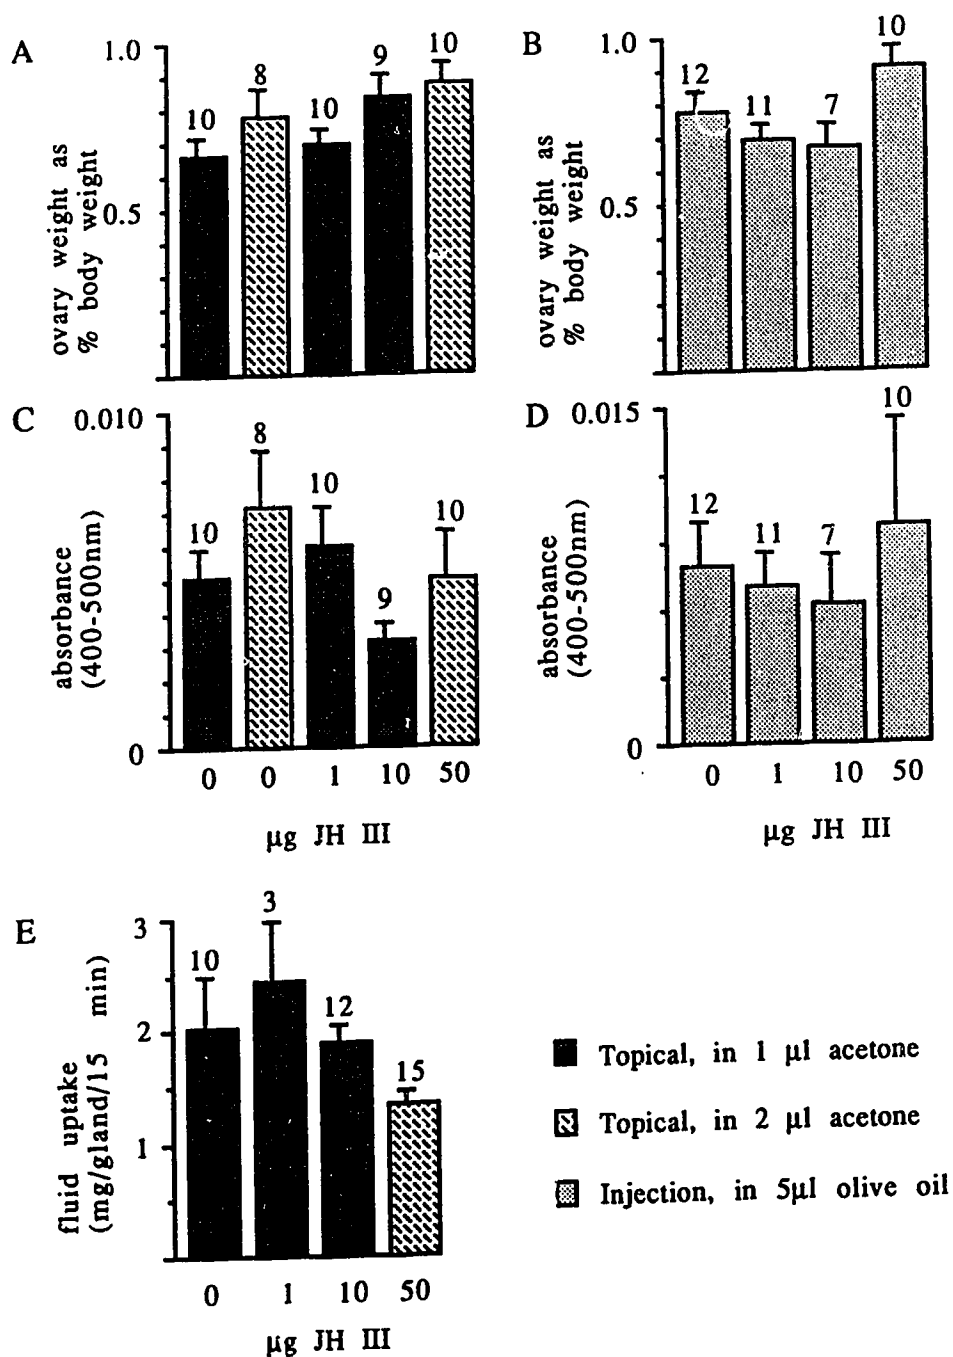 A
1.0
0.5
ovary weight as
% body weight
10
8
10
9
10
B
1.0
0.5
ovary weight as
% body weight
12
11
7
10
C
0.010
0
absorbance
(400-500nm)
10
8
10
9
10
0 0 1 10 50
µg JH III
D
0.015
0
absorbance
(400-500nm)
12
11
7
10
0 1 10 50
µg JH III
E
3
2
1
fluid uptake
(mg/gland/15 min)
10
3
12
15
0 1 10 50
µg JH III
Topical, in 1 µl acetone
Topical, in 2 µl acetone
Injection, in 5µl olive oil